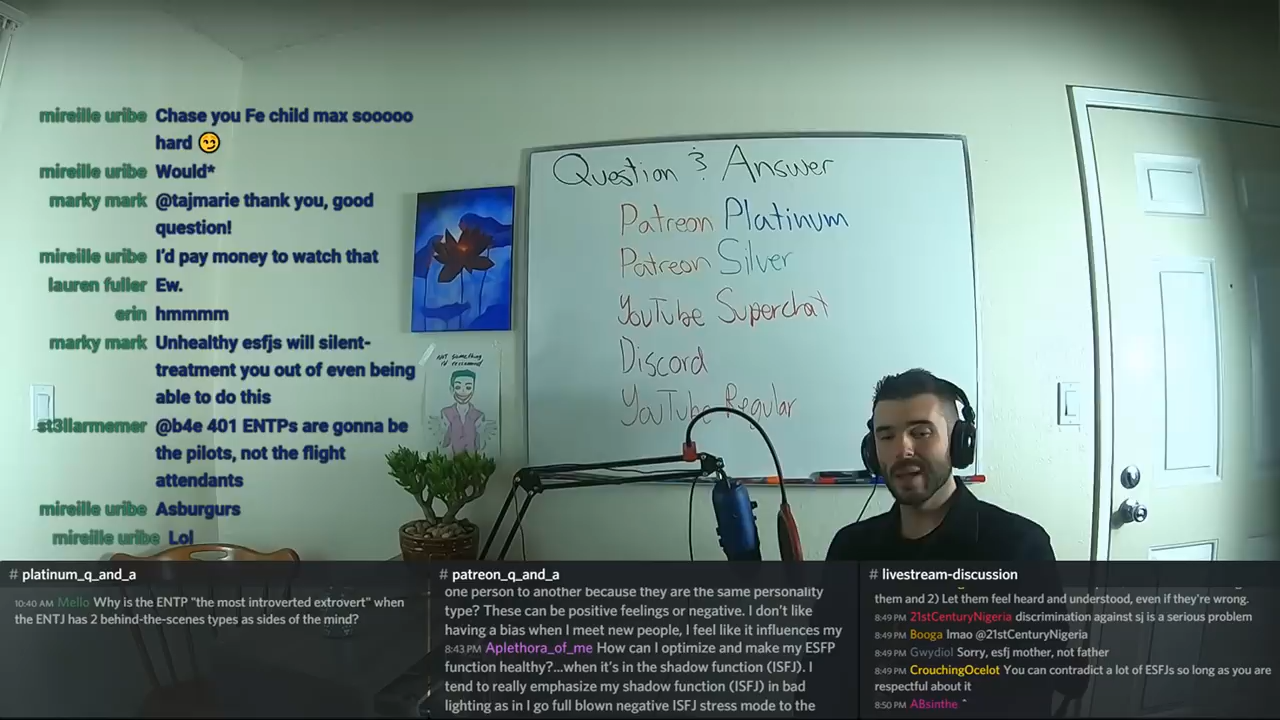 mireille uribe Chase you Fe child max sooooo
hard 😏
mireille uribe Would*
marky mark @tajmarie thank you, good
question!
mireille uribe I'd pay money to watch that
lauren fuller Ew.
erin hmmmm
marky mark Unhealthy esfjs will silent-
treatment you out of even being
able to do this
st3llarmemer @b4e 401 ENTPs are gonna be
the pilots, not the flight
attendants
mireille uribe Asburgurs
mireille uribe Lol
Question & Answer
Patreon Platinum
Patreon Silver
YouTube Superchat
Discord
YouTube Regular
NOT something
# platinum_q_and_a
10:40 AM Mello Why is the ENTP "the most introverted extrovert" when
the ENTJ has 2 behind-the-scenes types as sides of the mind?
# patreon_q_and_a
one person to another because they are the same personality
type? These can be positive feelings or negative. I don't like
having a bias when I meet new people, I feel like it influences my
8:43 PM Aplethora_of_me How can I optimize and make my ESFP
function healthy?...when it's in the shadow function (ISFJ). I
tend to really emphasize my shadow function (ISFJ) in bad
lighting as in I go full blown negative ISFJ stress mode to the
# livestream-discussion
them and 2) Let them feel heard and understood, even if they're wrong.
8:49 PM 21stCenturyNigeria discrimination against sj is a serious problem
8:49 PM Booga lmao @21stCenturyNigeria
8:49 PM Gwydiol Sorry, esfj mother, not father
8:49 PM CrouchingOcelot You can contradict a lot of ESFJs so long as you are
respectful about it
8:50 PM ABsinthe ^